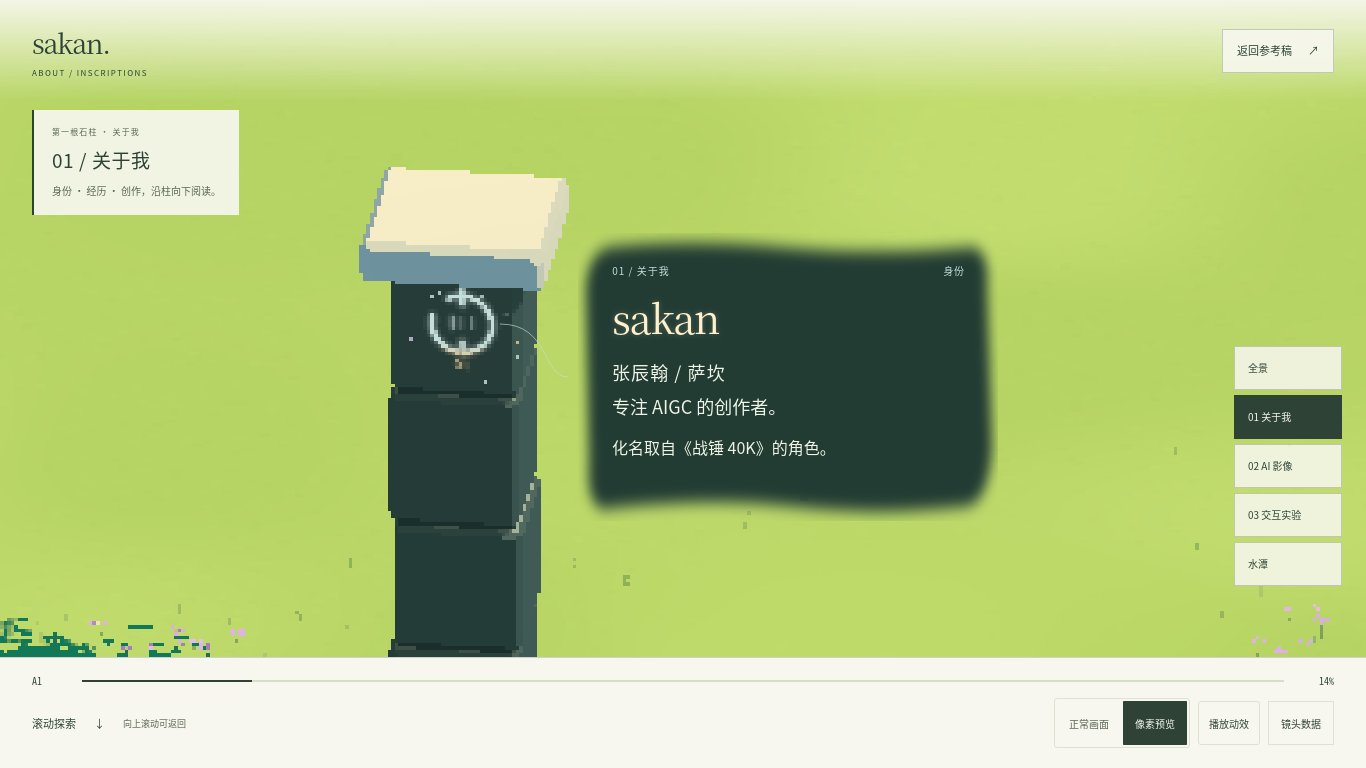 sakan.
ABOUT / INSCRIPTIONS
返回参考稿 ↗
第一根石柱 · 关于我
01 / 关于我
身份 · 经历 · 创作，沿柱向下阅读。
01 / 关于我
身份
sakan
张辰翰 / 萨坎
专注 AIGC 的创作者。
化名取自《战锤 40K》的角色。
全景
01 关于我
02 AI 影像
03 交互实验
水潭
A1
14%
滚动探索 ↓ 向上滚动可返回
正常画面
像素预览
播放动效
镜头数据